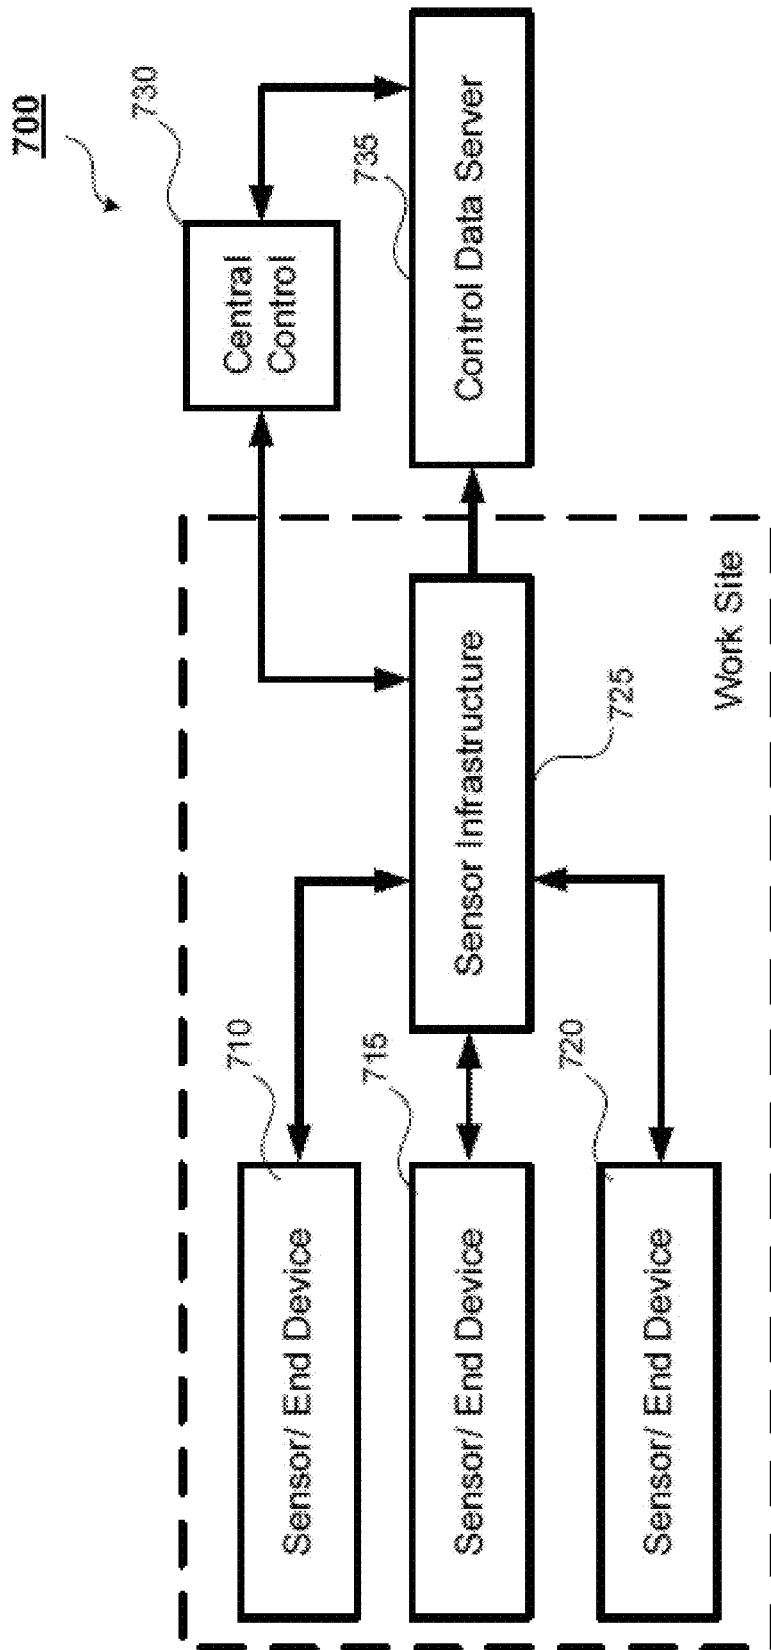 700
730
Central
Control
735
Control Data Server
710
Sensor/ End Device
715
Sensor/ End Device
720
Sensor/ End Device
Sensor Infrastructure
725
Work Site